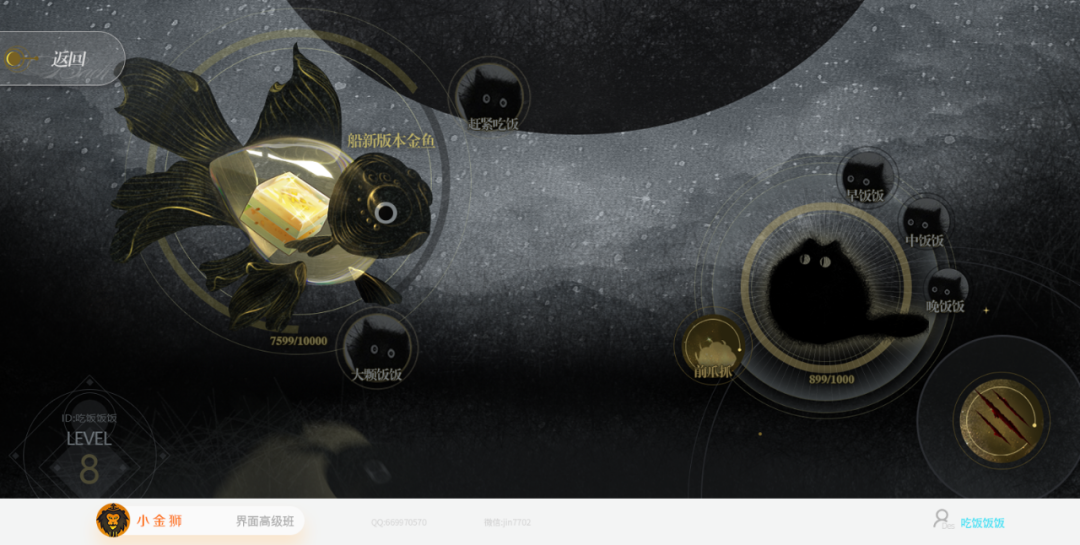 返回
赶紧吃饭
船新版本金鱼
早饭饭
中饭饭
晚饭饭
7599/10000
大颗饭饭
前爪抓
899/1000
ID:吃饭饭饭
LEVEL
8
小金狮
界面高级班
QQ:669970570
微信:jin7702
Des
吃饭饭饭